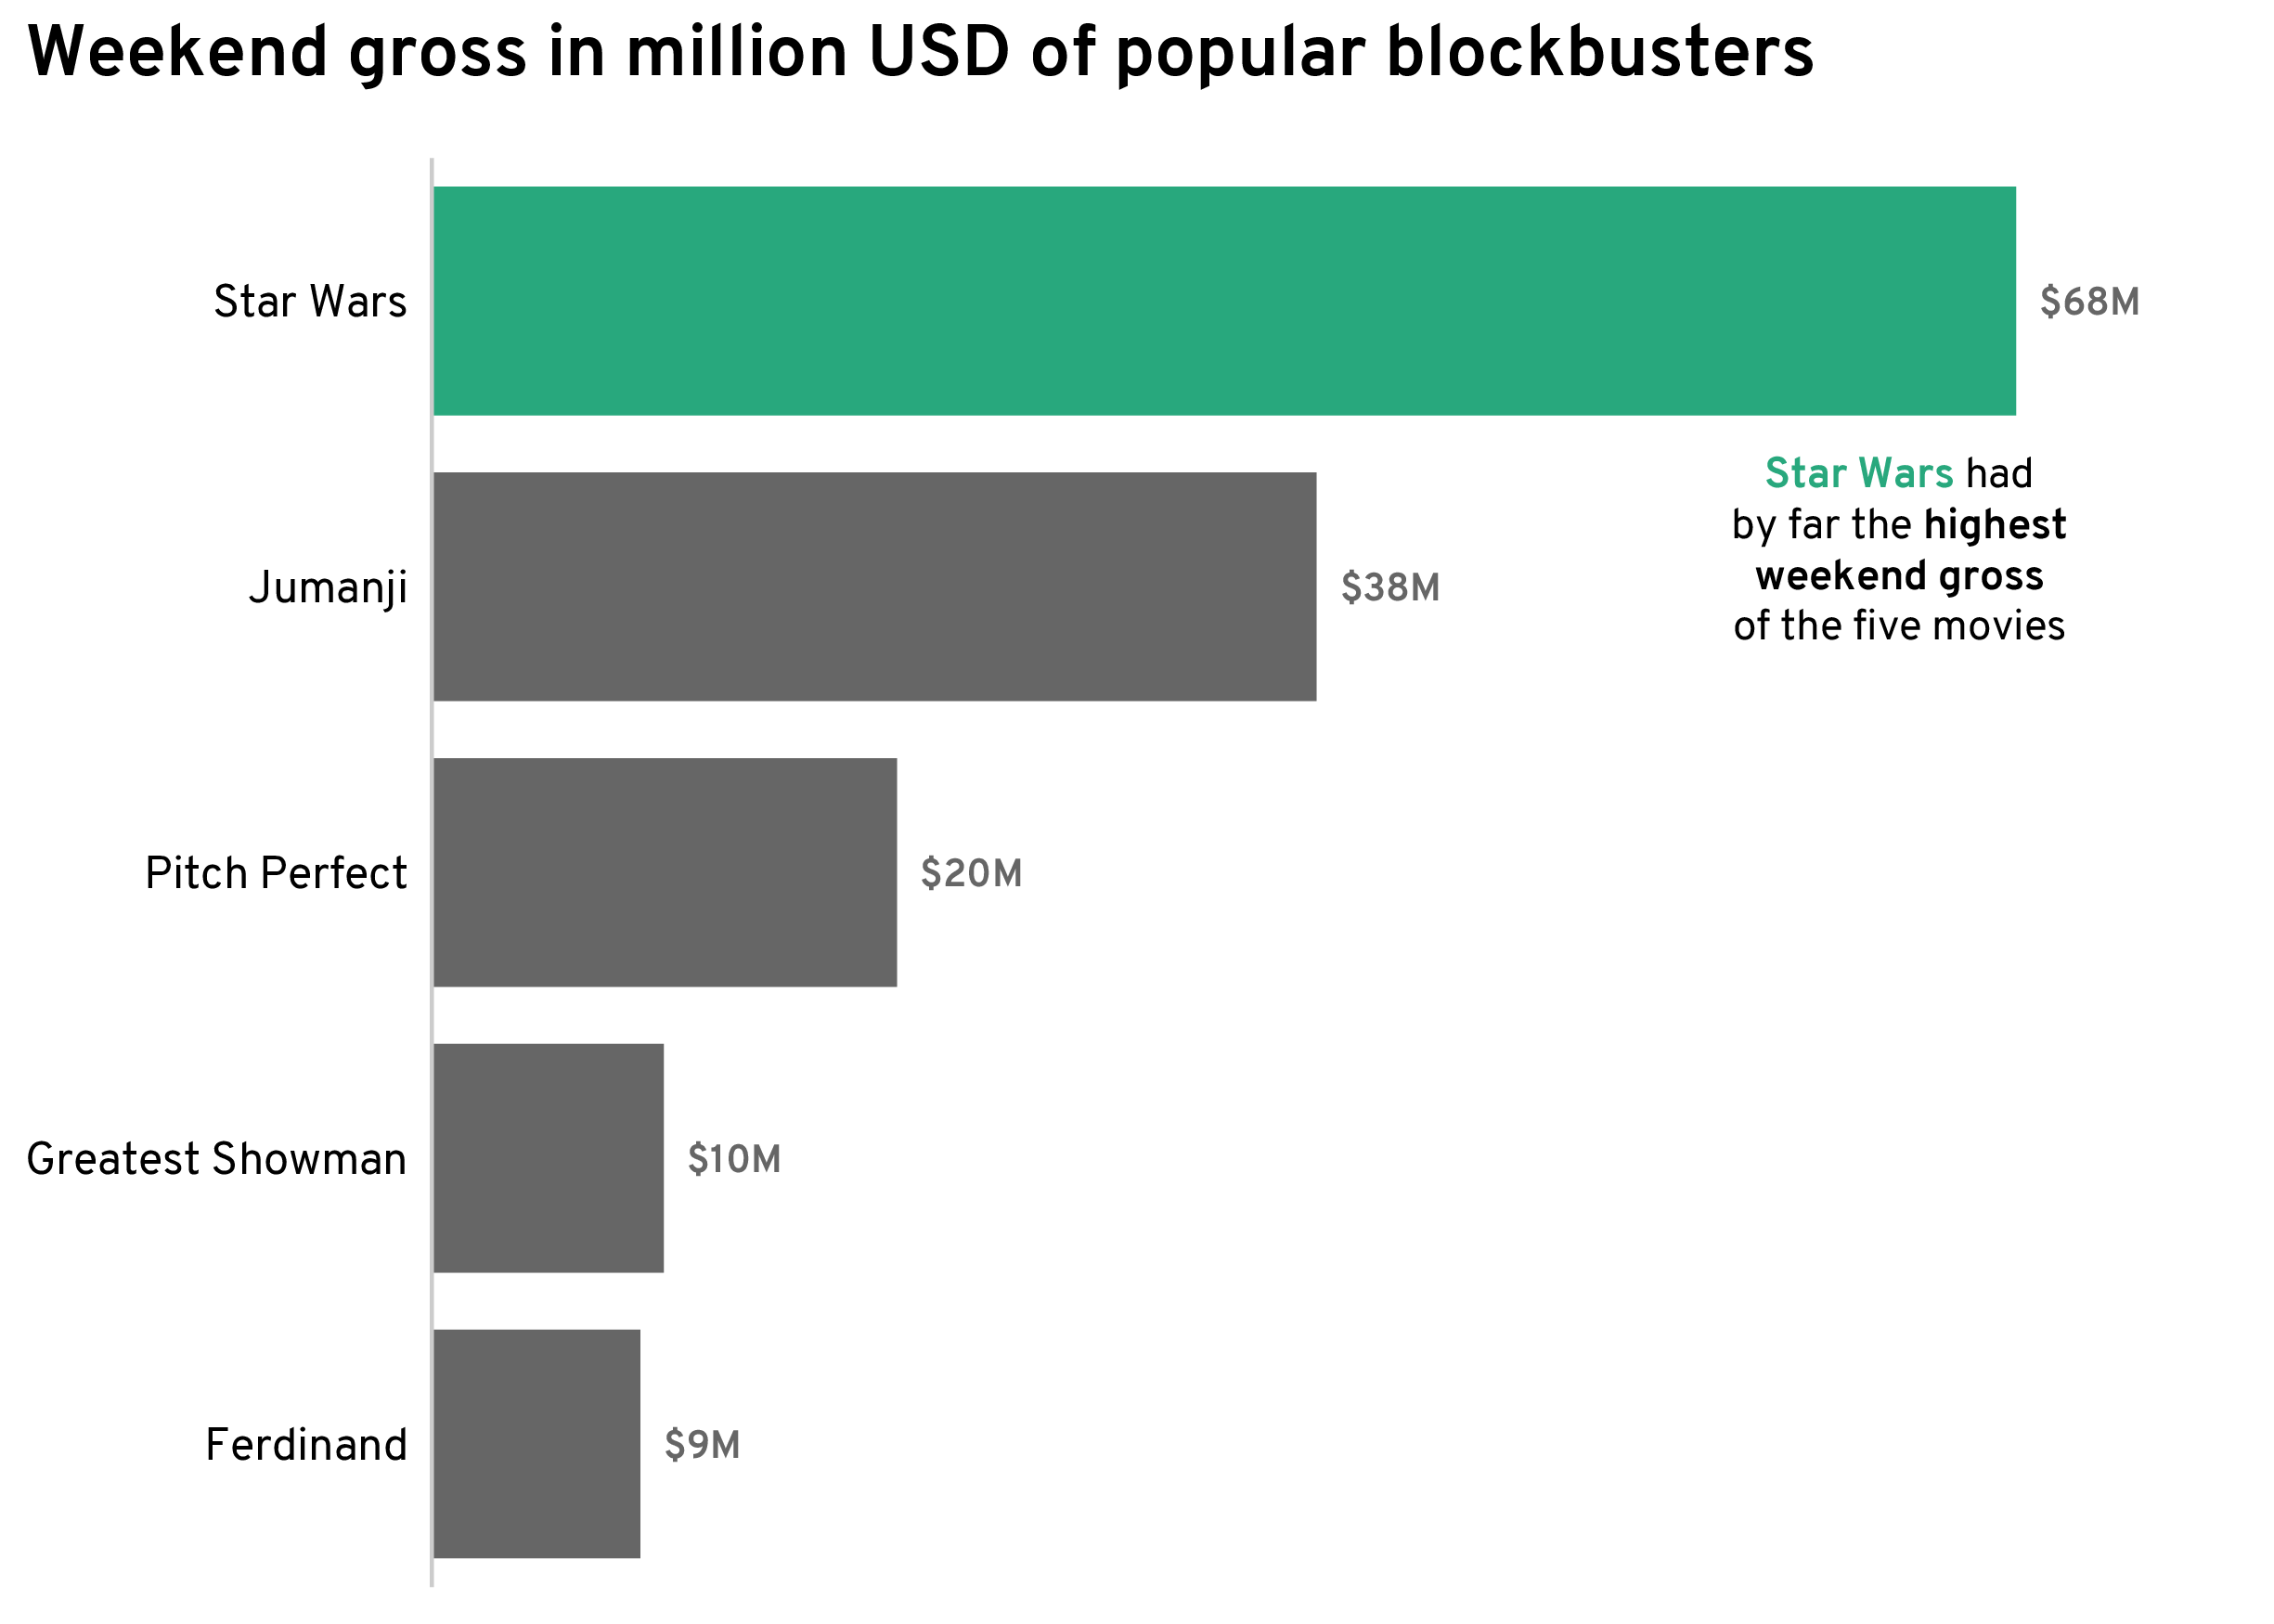 Weekend gross in million USD of popular blockbusters
Star Wars
$68M
Star Wars had
by far the highest
weekend gross
of the five movies
Jumanji
$38M
Pitch Perfect
$20M
Greatest Showman
$10M
Ferdinand
$9M